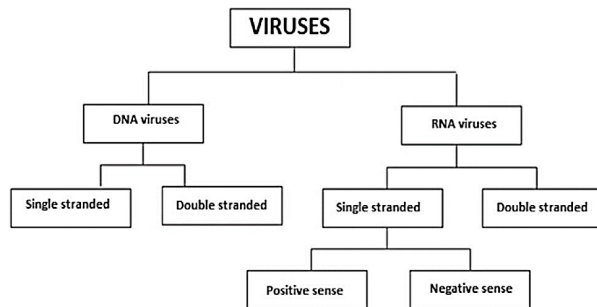 VIRUSES
DNA viruses
RNA viruses
Single stranded
Double stranded
Single stranded
Double stranded
Positive sense
Negative sense